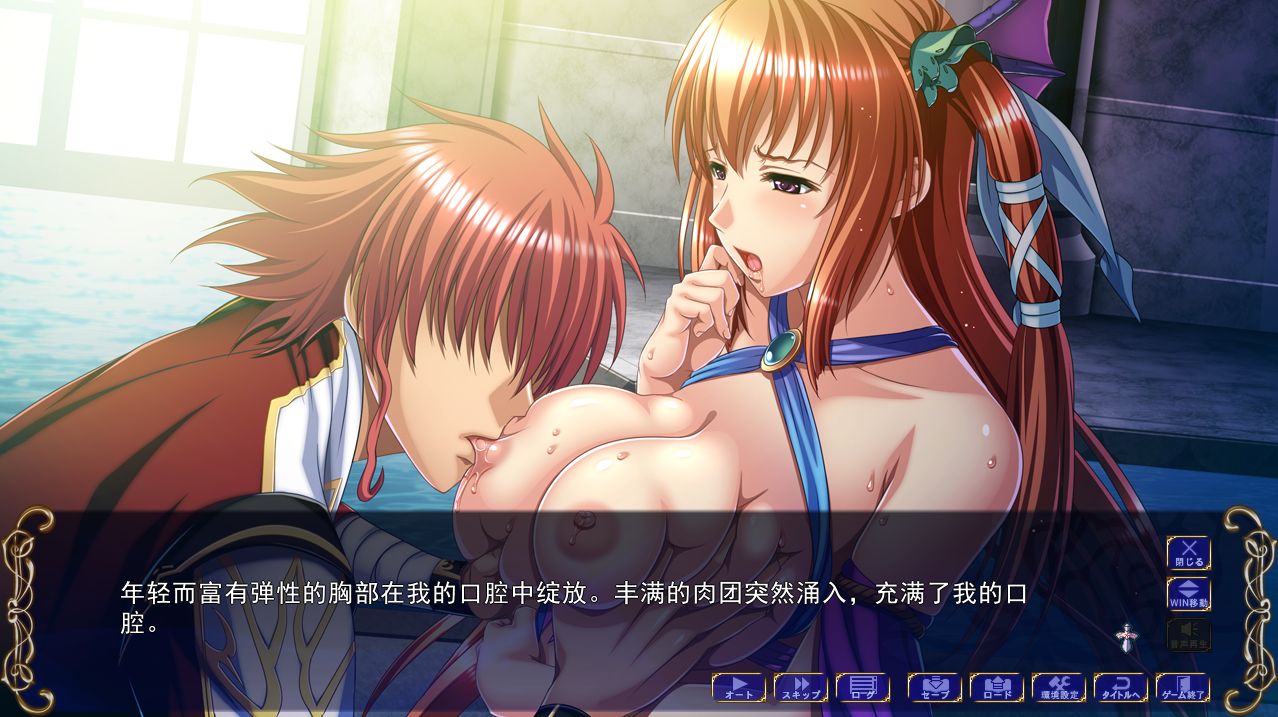 年轻而富有弹性的胸部在我的口腔中绽放。丰满的肉团突然涌入，充满了我的口
腔。
閉じる
WIN移動
音声再生
オート スキップ ログ セーブ ロード 環境設定 タイトルへ ゲーム終了